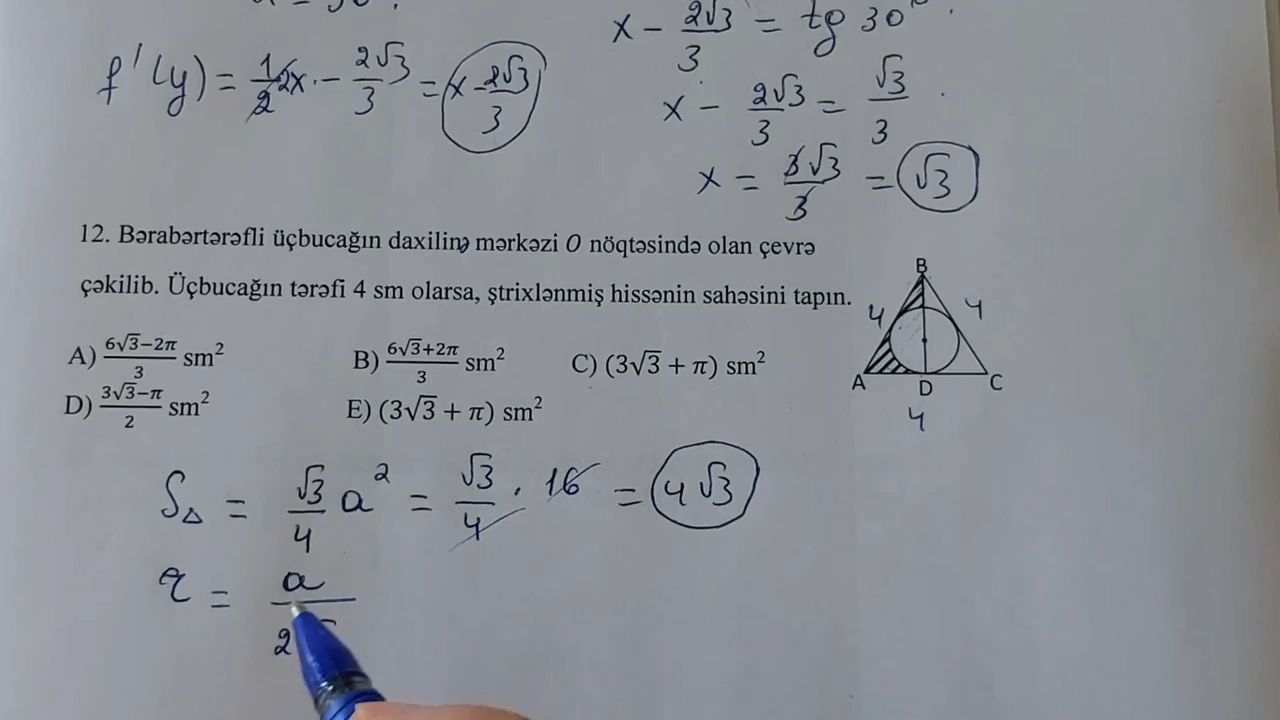 x - 2√3/3 = tg 30°
f'(y) = 1/2 2x - 2√3/3 = x - 2√3/3
x - 2√3/3 = √3/3
x = 3√3/3 = √3
12. Bərabərtərəfli üçbucağın daxilinə mərkəzi O nöqtəsində olan çevrə
çəkilib. Üçbucağın tərəfi 4 sm olarsa, ştrixlənmiş hissənin sahəsini tapın.
A) (6√3−2π)/3 sm²
B) (6√3+2π)/3 sm²
C) (3√3 + π) sm²
D) (3√3−π)/2 sm²
E) (3√3 + π) sm²
B
4 4
A D C
4
S△ = √3/4 a² = √3/4 · 16 = 4√3
r = a/2